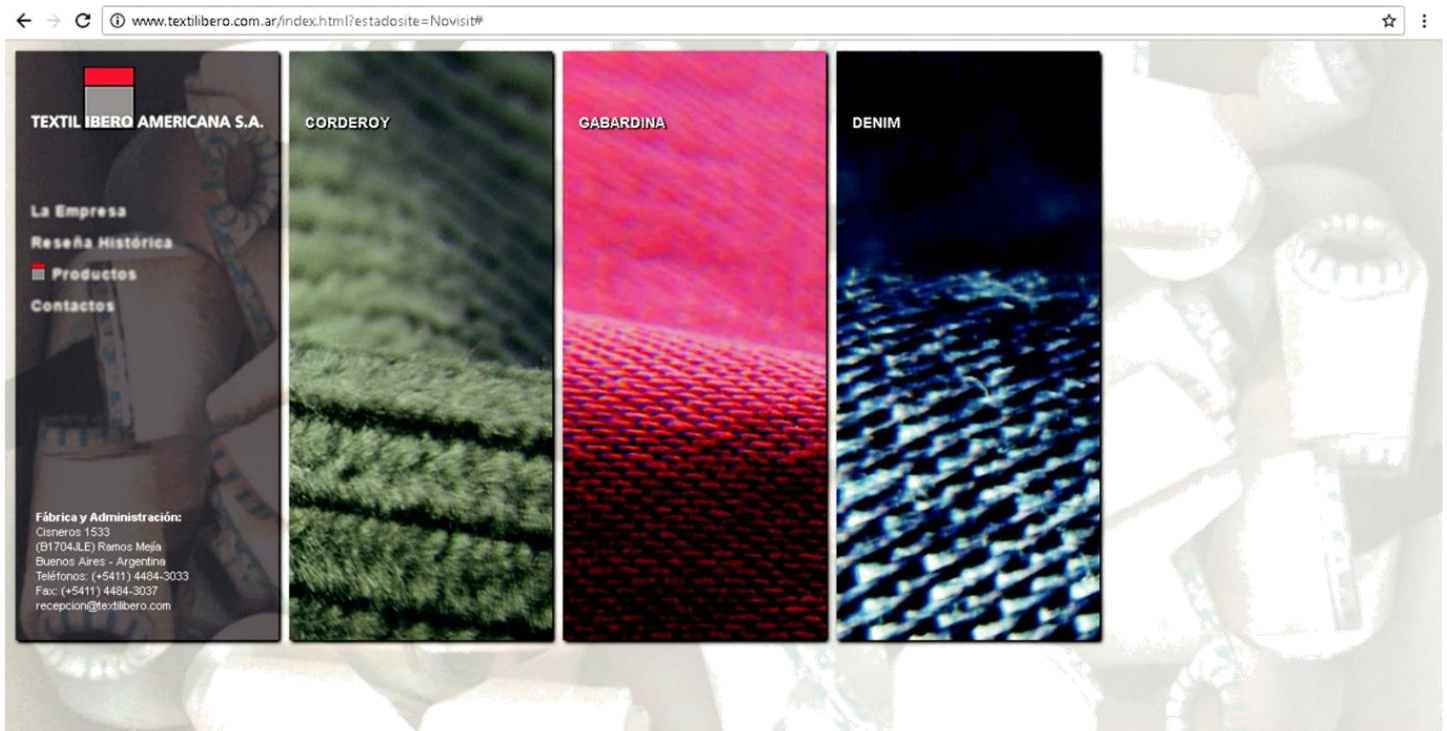 www.textilibero.com.ar/index.html?estadosite=Novisit#
TEXTIL IBERO AMERICANA S.A.
La Empresa
Reseña Histórica
Productos
Contactos
Fábrica y Administración:
Cisneros 1533
(B1704JLE) Ramos Mejía
Buenos Aires - Argentina
Teléfonos: (+5411) 4484-3033
Fax: (+5411) 4484-3037
recepcion@textilibero.com
CORDEROY
GABARDINA
DENIM